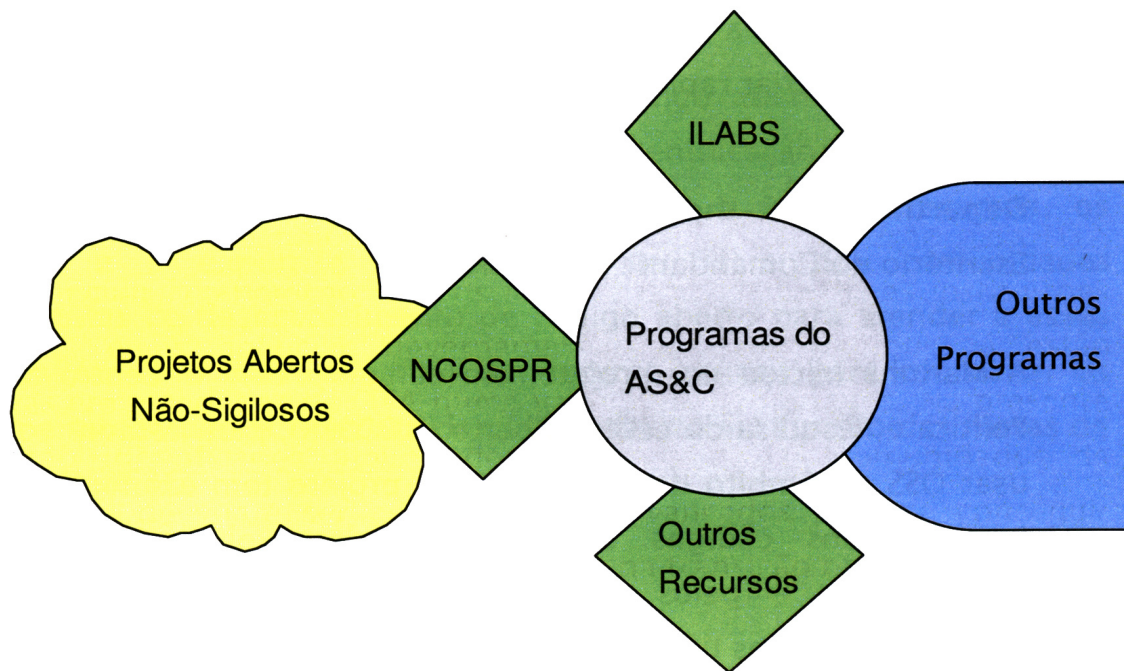 ILABS
Projetos Abertos
Não-Sigilosos
NCOSPR
Programas do
AS&C
Outros
Programas
Outros
Recursos